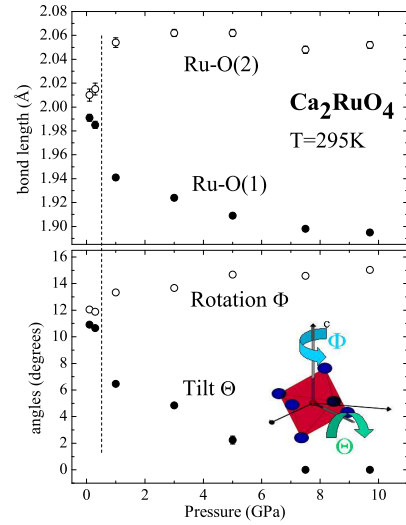 2.08
2.06
2.04
2.02
2.00
1.98
1.96
1.94
1.92
1.90
bond length (Å)
Ru-O(2)
Ca₂RuO₄
T=295K
Ru-O(1)
16
14
12
10
8
6
4
2
0
angles (degrees)
Rotation Φ
Tilt Θ
c
Φ
Θ
0 2 4 6 8 10
Pressure (GPa)